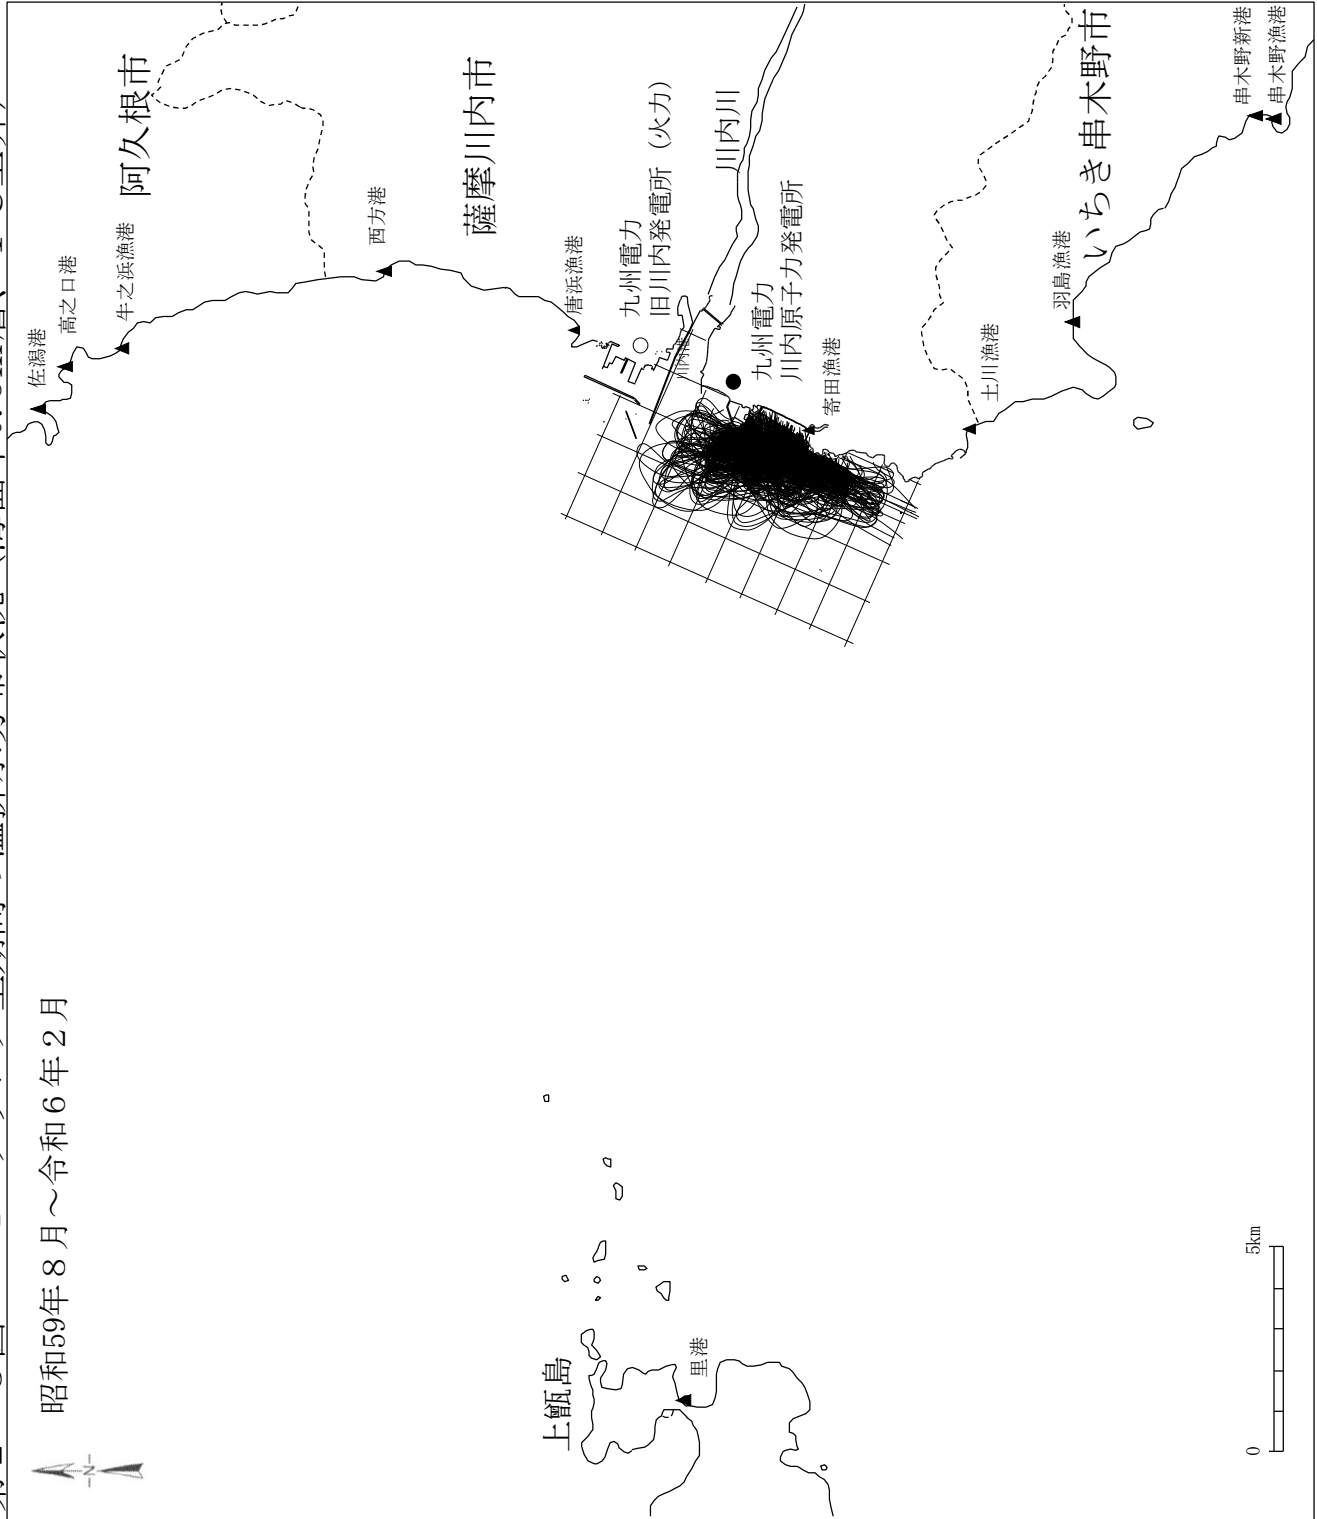 昭和59年８月～令和６年２月
N
佐潟港
高之口港
牛之浜漁港
阿久根市
西方港
薩摩川内市
唐浜漁港
九州電力
旧川内発電所（火力）
川内港
川内川
九州電力
川内原子力発電所
寄田漁港
土川漁港
羽島漁港
いちき串木野市
串木野新港
串木野漁港
上甑島
里港
0
5km